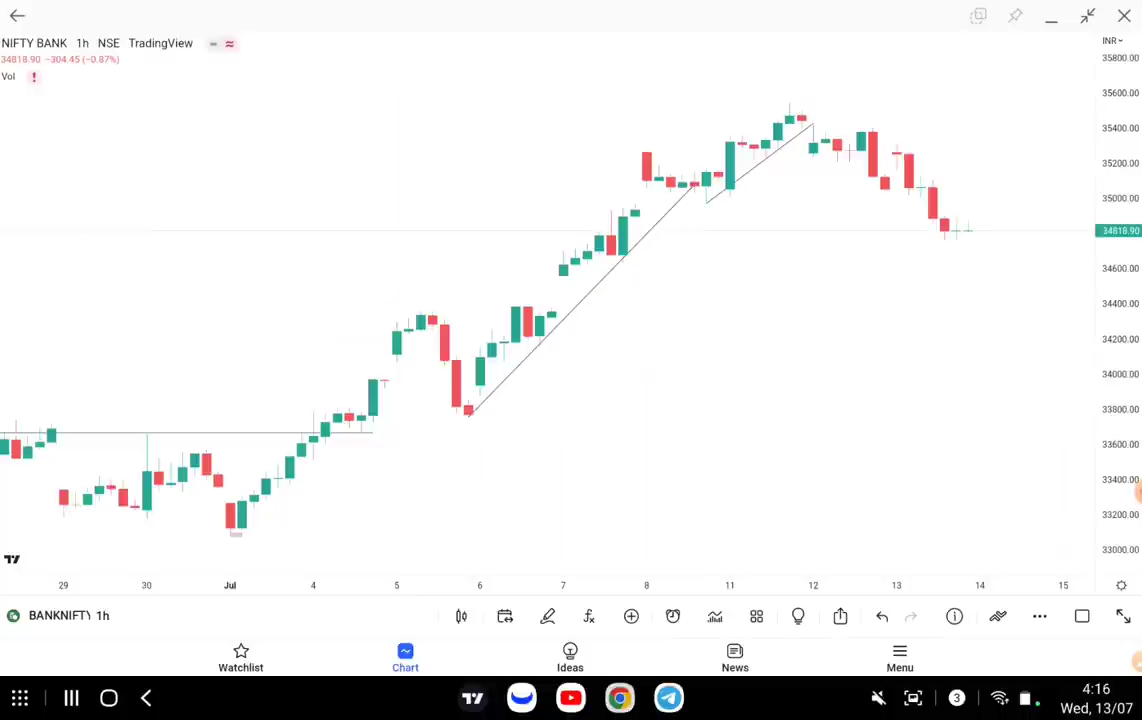 NIFTY BANK 1h NSE TradingView
INR
34818.90 −304.45 (−0.87%)
Vol !
35800.00
35600.00
35400.00
35200.00
35000.00
34818.90
34600.00
34400.00
34200.00
34000.00
33800.00
33600.00
33400.00
33200.00
33000.00
29 30 Jul 4 5 6 7 8 11 12 13 14 15
BANKNIFTY 1h
Watchlist Chart Ideas News Menu
3
4:16
Wed, 13/07